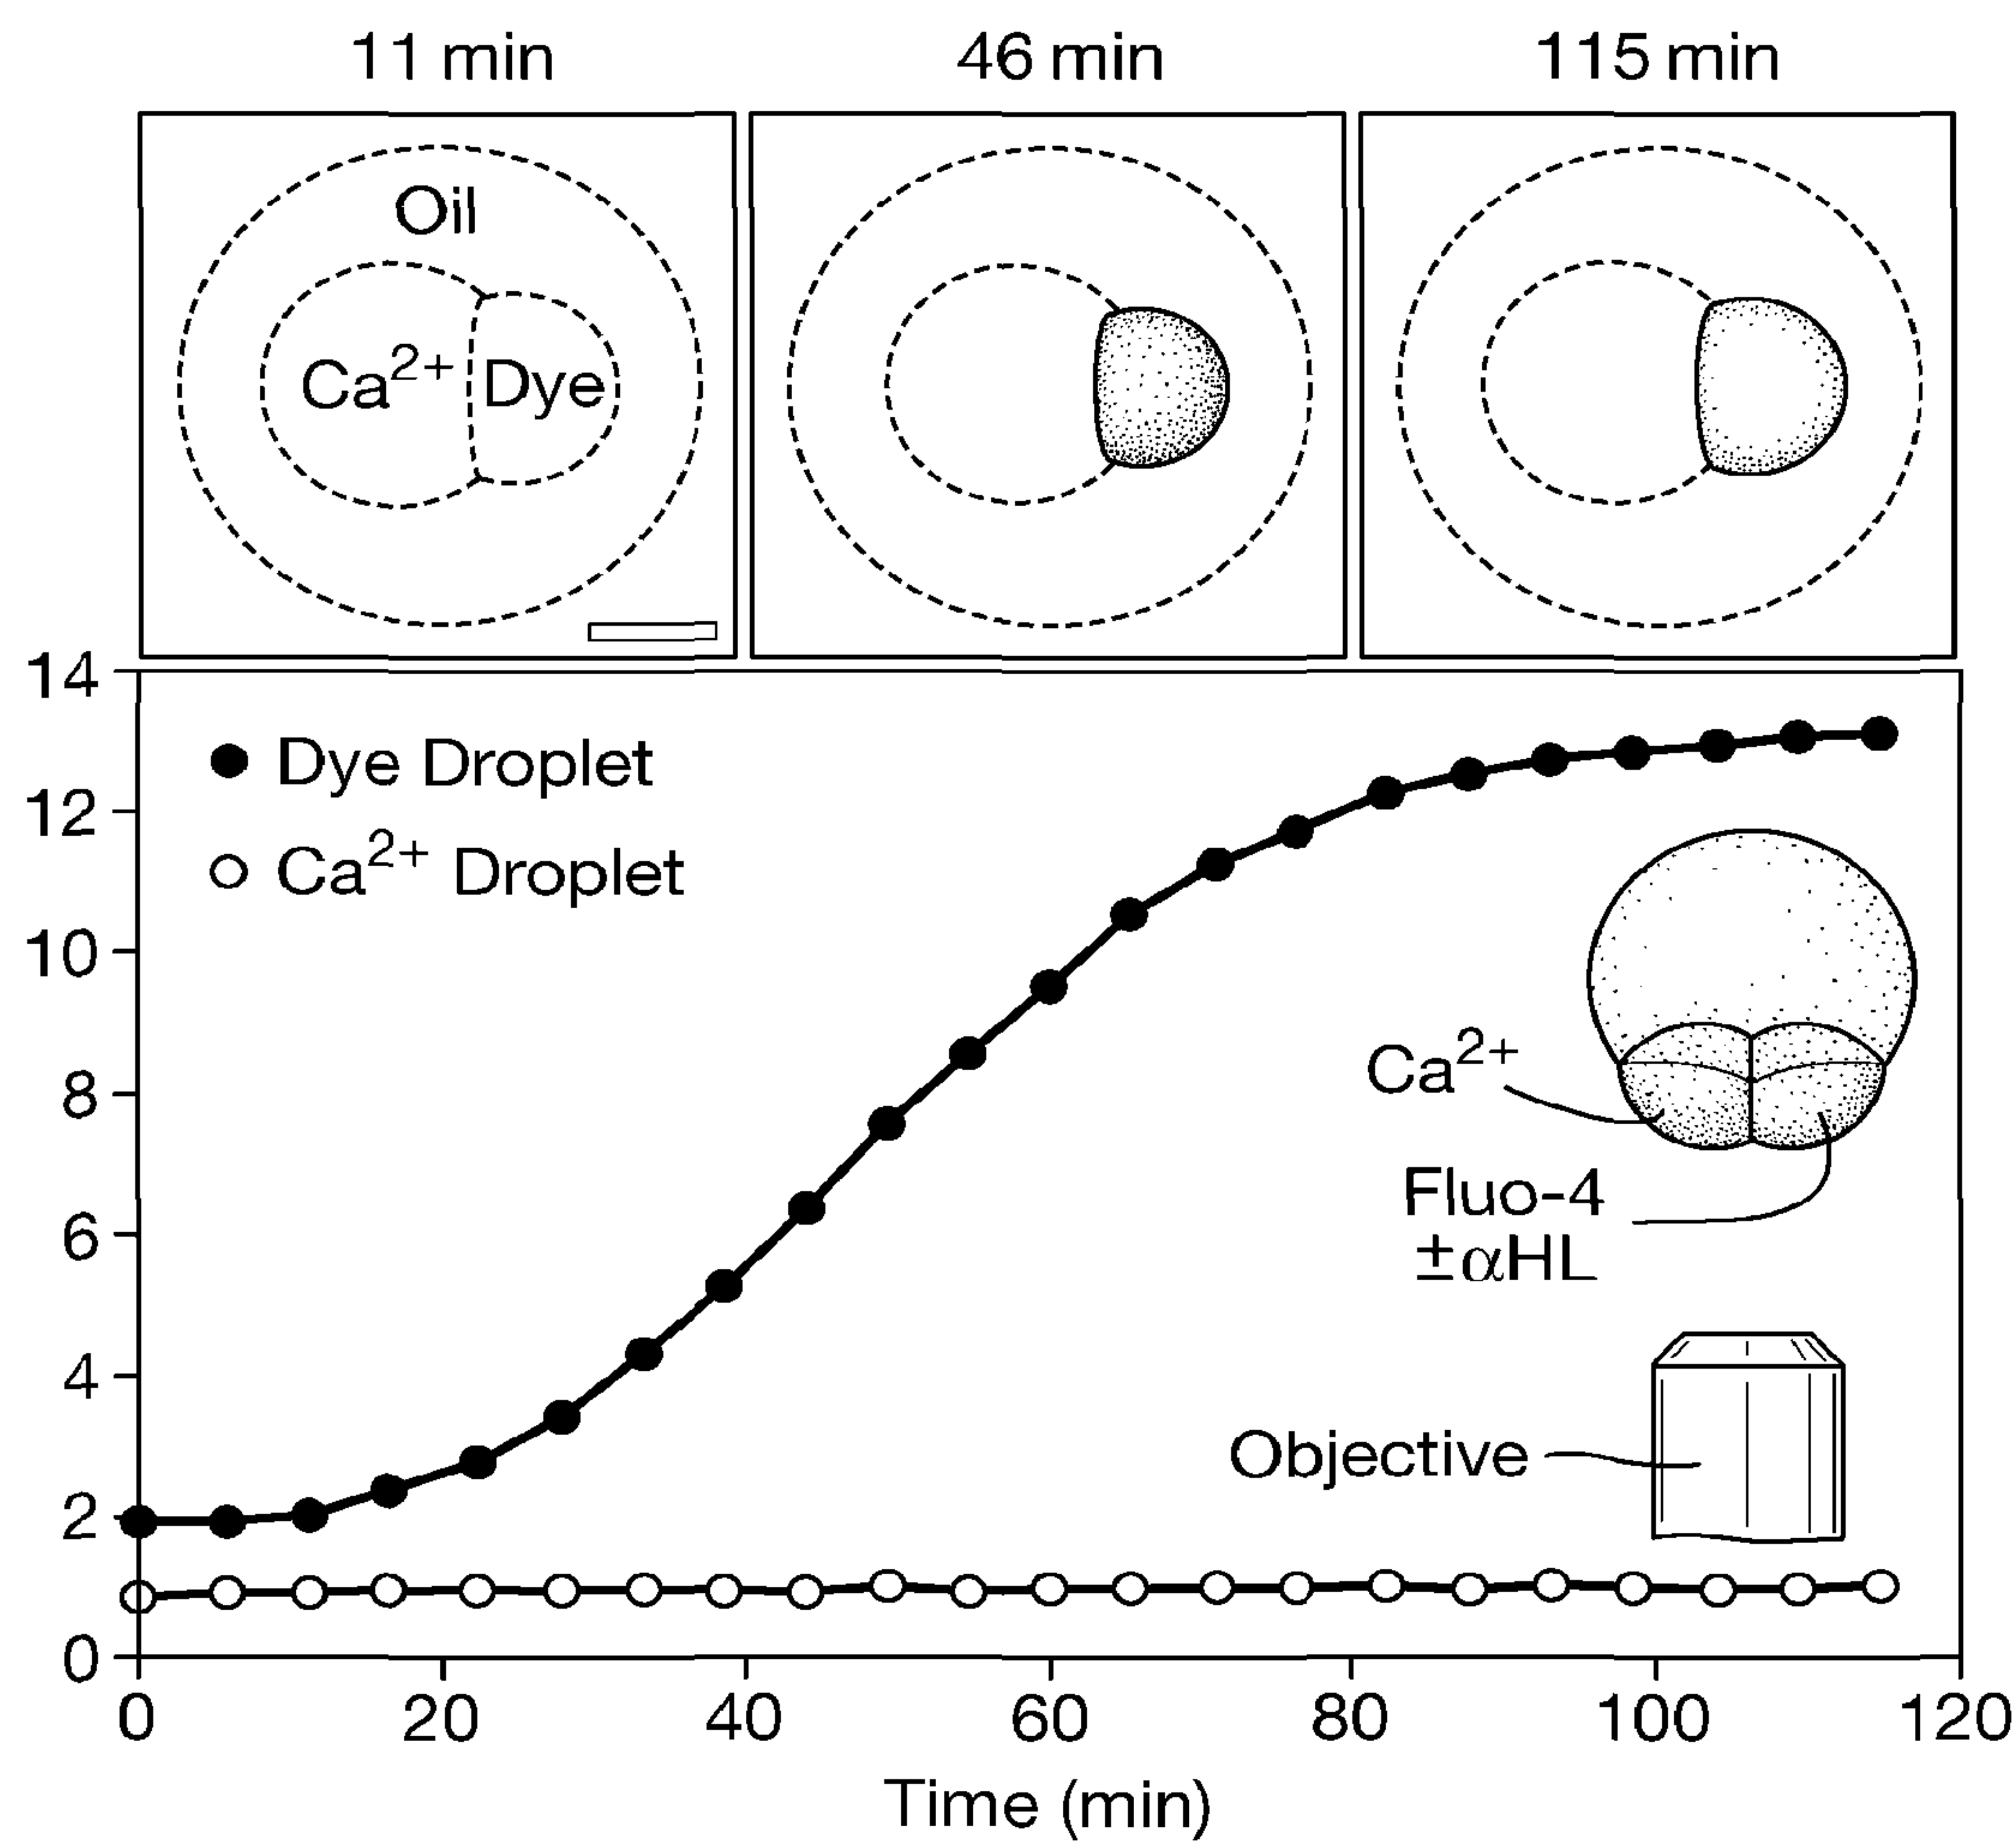 11 min
46 min
115 min
Oil
Ca²⁺
Dye
14
12
10
8
6
4
2
0
Dye Droplet
Ca²⁺ Droplet
Ca²⁺
Fluo-4
±αHL
Objective
0 20 40 60 80 100 120
Time (min)